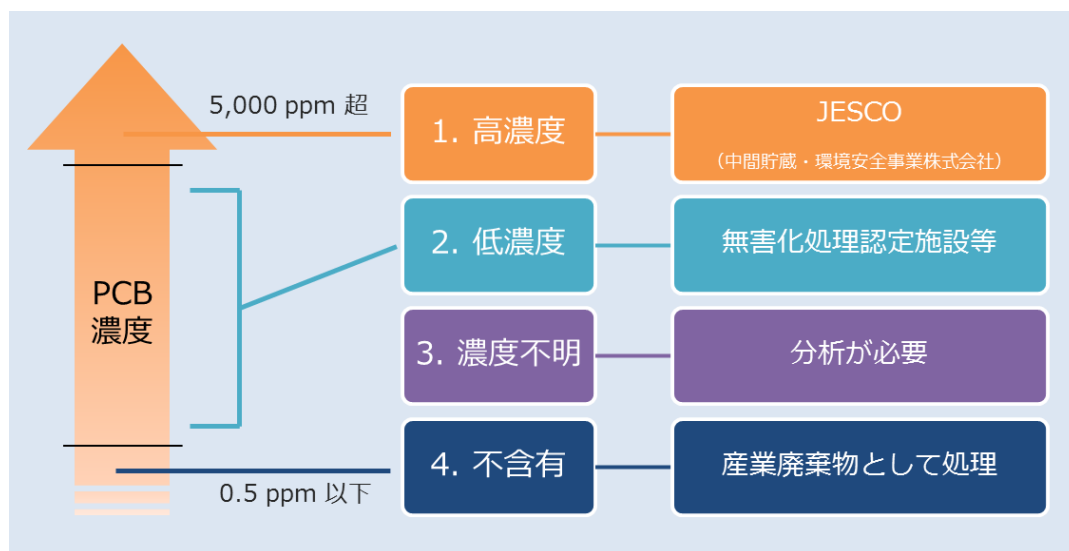 5,000 ppm 超
1. 高濃度
JESCO
（中間貯蔵・環境安全事業株式会社）
2. 低濃度
無害化処理認定施設等
PCB
濃度
3. 濃度不明
分析が必要
4. 不含有
産業廃棄物として処理
0.5 ppm 以下